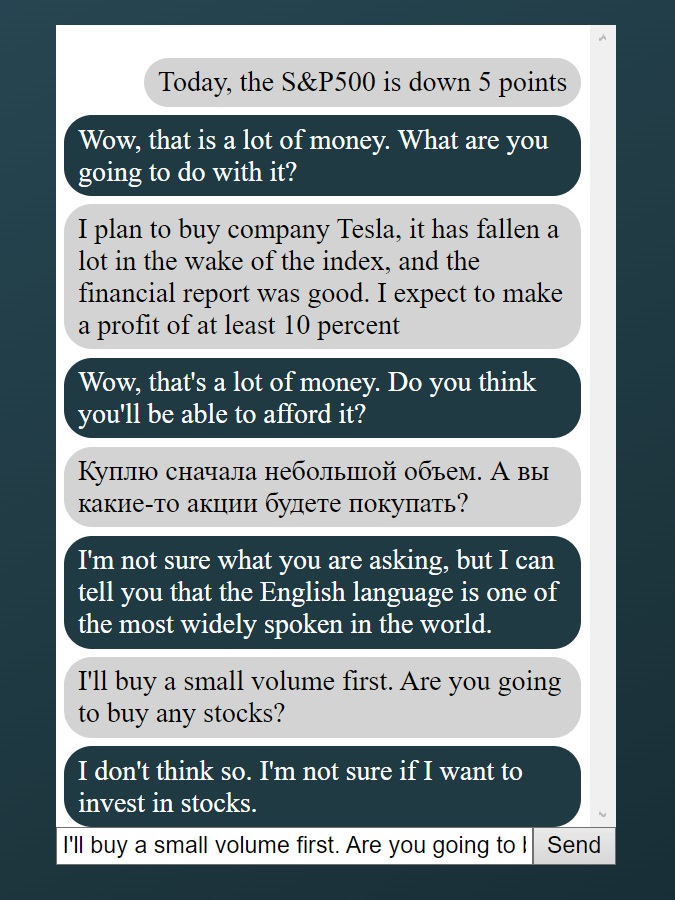 Today, the S&P500 is down 5 points
Wow, that is a lot of money. What are you
going to do with it?
I plan to buy company Tesla, it has fallen a
lot in the wake of the index, and the
financial report was good. I expect to make
a profit of at least 10 percent
Wow, that's a lot of money. Do you think
you'll be able to afford it?
Куплю сначала небольшой объем. А вы
какие-то акции будете покупать?
I'm not sure what you are asking, but I can
tell you that the English language is one of
the most widely spoken in the world.
I'll buy a small volume first. Are you going
to buy any stocks?
I don't think so. I'm not sure if I want to
invest in stocks.
I'll buy a small volume first. Are you going to
Send